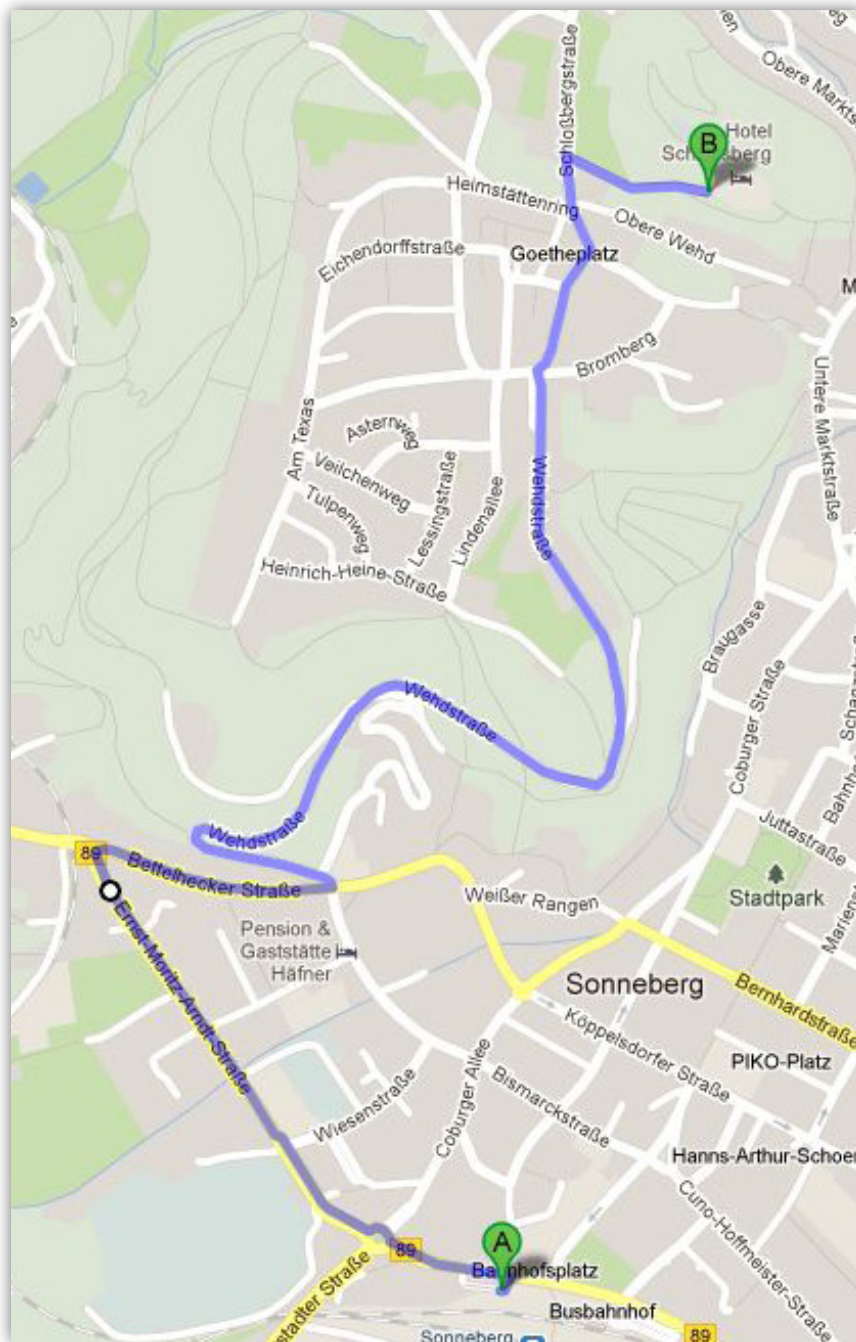 Obere Markts
Schloßbergstraße
B
Hotel
Heimstättenring
Obere Wehd
Eichendorffstraße
Goetheplatz
M
Bromberg
Untere Marktstraße
Am Texas
Asternweg
Veilchenweg
Tulpenweg
Lessingstraße
Lindenallee
Wehdstraße
Heinrich-Heine-Straße
Braugasse
Coburger Straße
Wehdstraße
Wehdstraße
Juttastraße
89
Bettelhecker Straße
Stadtpark
Weißer Rangen
Ernst-Moritz-Arndt-Straße
Pension &
Gaststätte
Häfner
Sonneberg
Bernhardstraße
Köppelsdorfer Straße
PIKO-Platz
Coburger Allee
Bismarckstraße
Wiesenstraße
Hanns-Arthur-Schoen
Cuno-Hoffmeister-Straße
A
89
Bahnhofsplatz
stadter Straße
Busbahnhof
89
Sonneberg